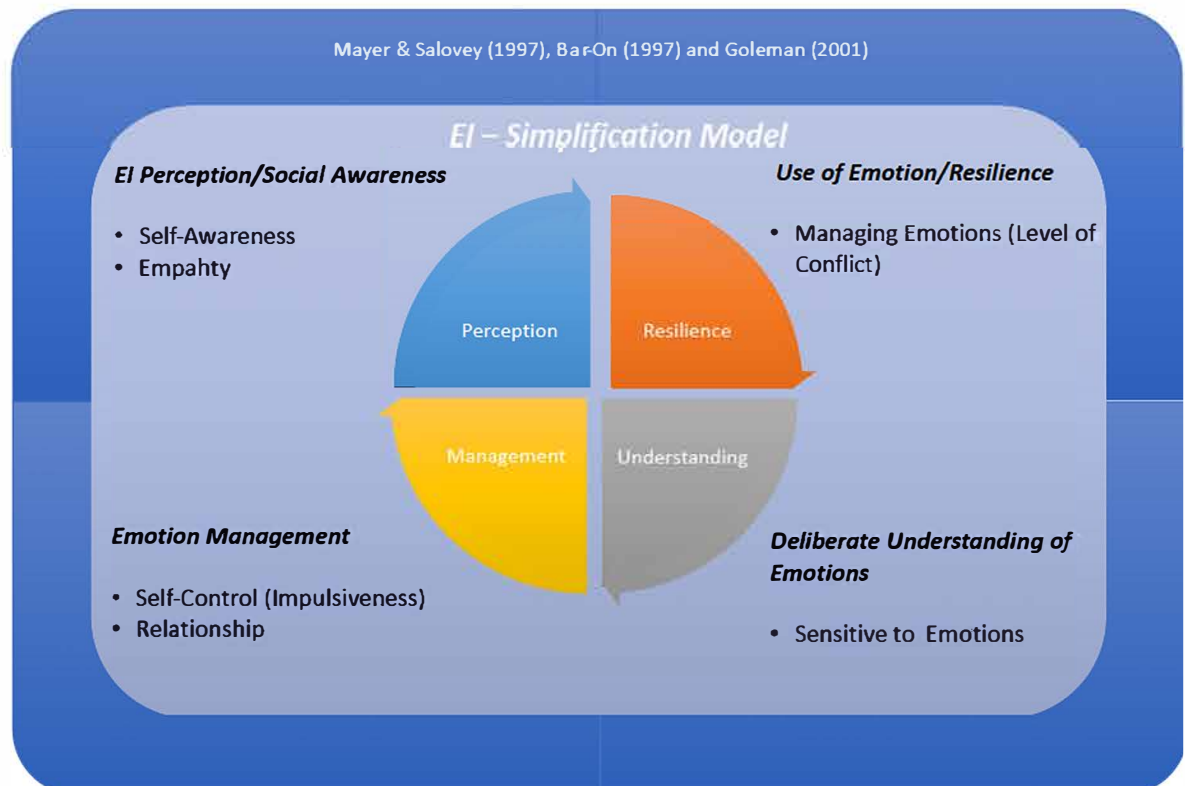 Mayer & Salovey (1997), Bar-On (1997) and Goleman (2001)
EI – Simplification Model
EI Perception/Social Awareness
• Self-Awareness
• Empahty
Use of Emotion/Resilience
• Managing Emotions (Level of
Conflict)
Perception
Resilience
Management
Understanding
Emotion Management
• Self-Control (Impulsiveness)
• Relationship
Deliberate Understanding of
Emotions
• Sensitive to Emotions